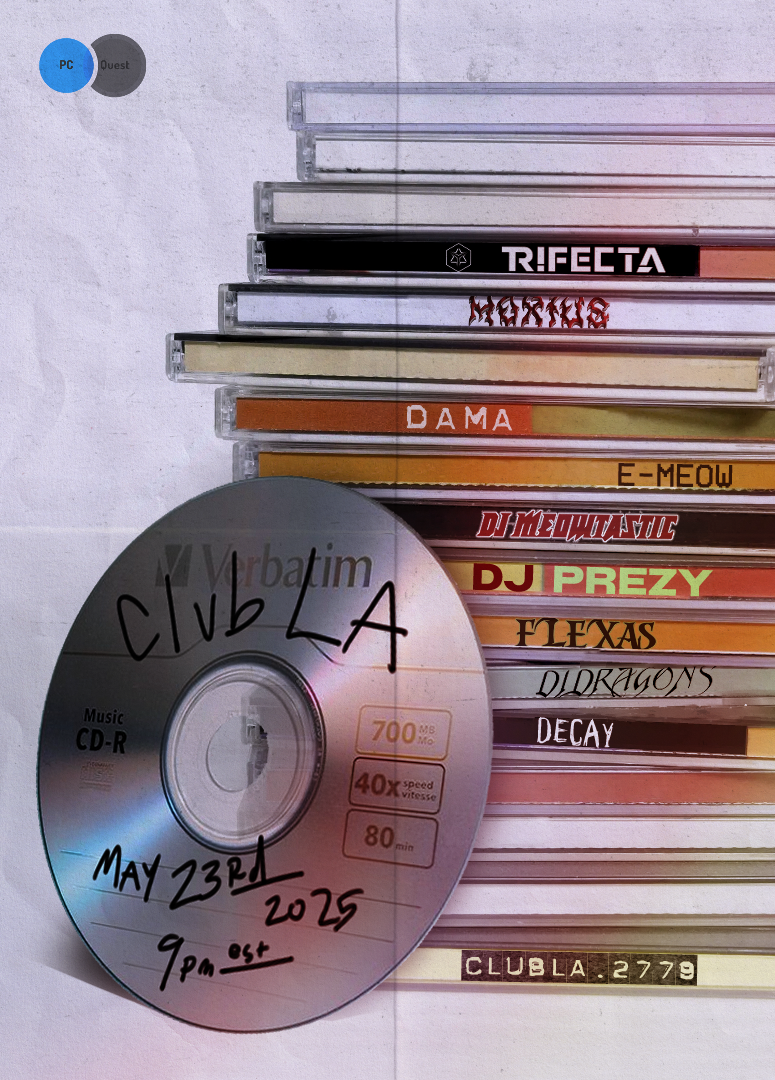 PC Quest
TR!FECTA
MORIUS
DAMA
E-MEOW
DJ MEOWTASTIC
DJ PREZY
FLEXAS
DJDRAGONS
DECAY
CLUBLA.2779
Verbatim
Club LA
Music
CD-R
700 MB
Mo
40x speed
vitesse
80 min
MAY 23Rd
2025
9pm est